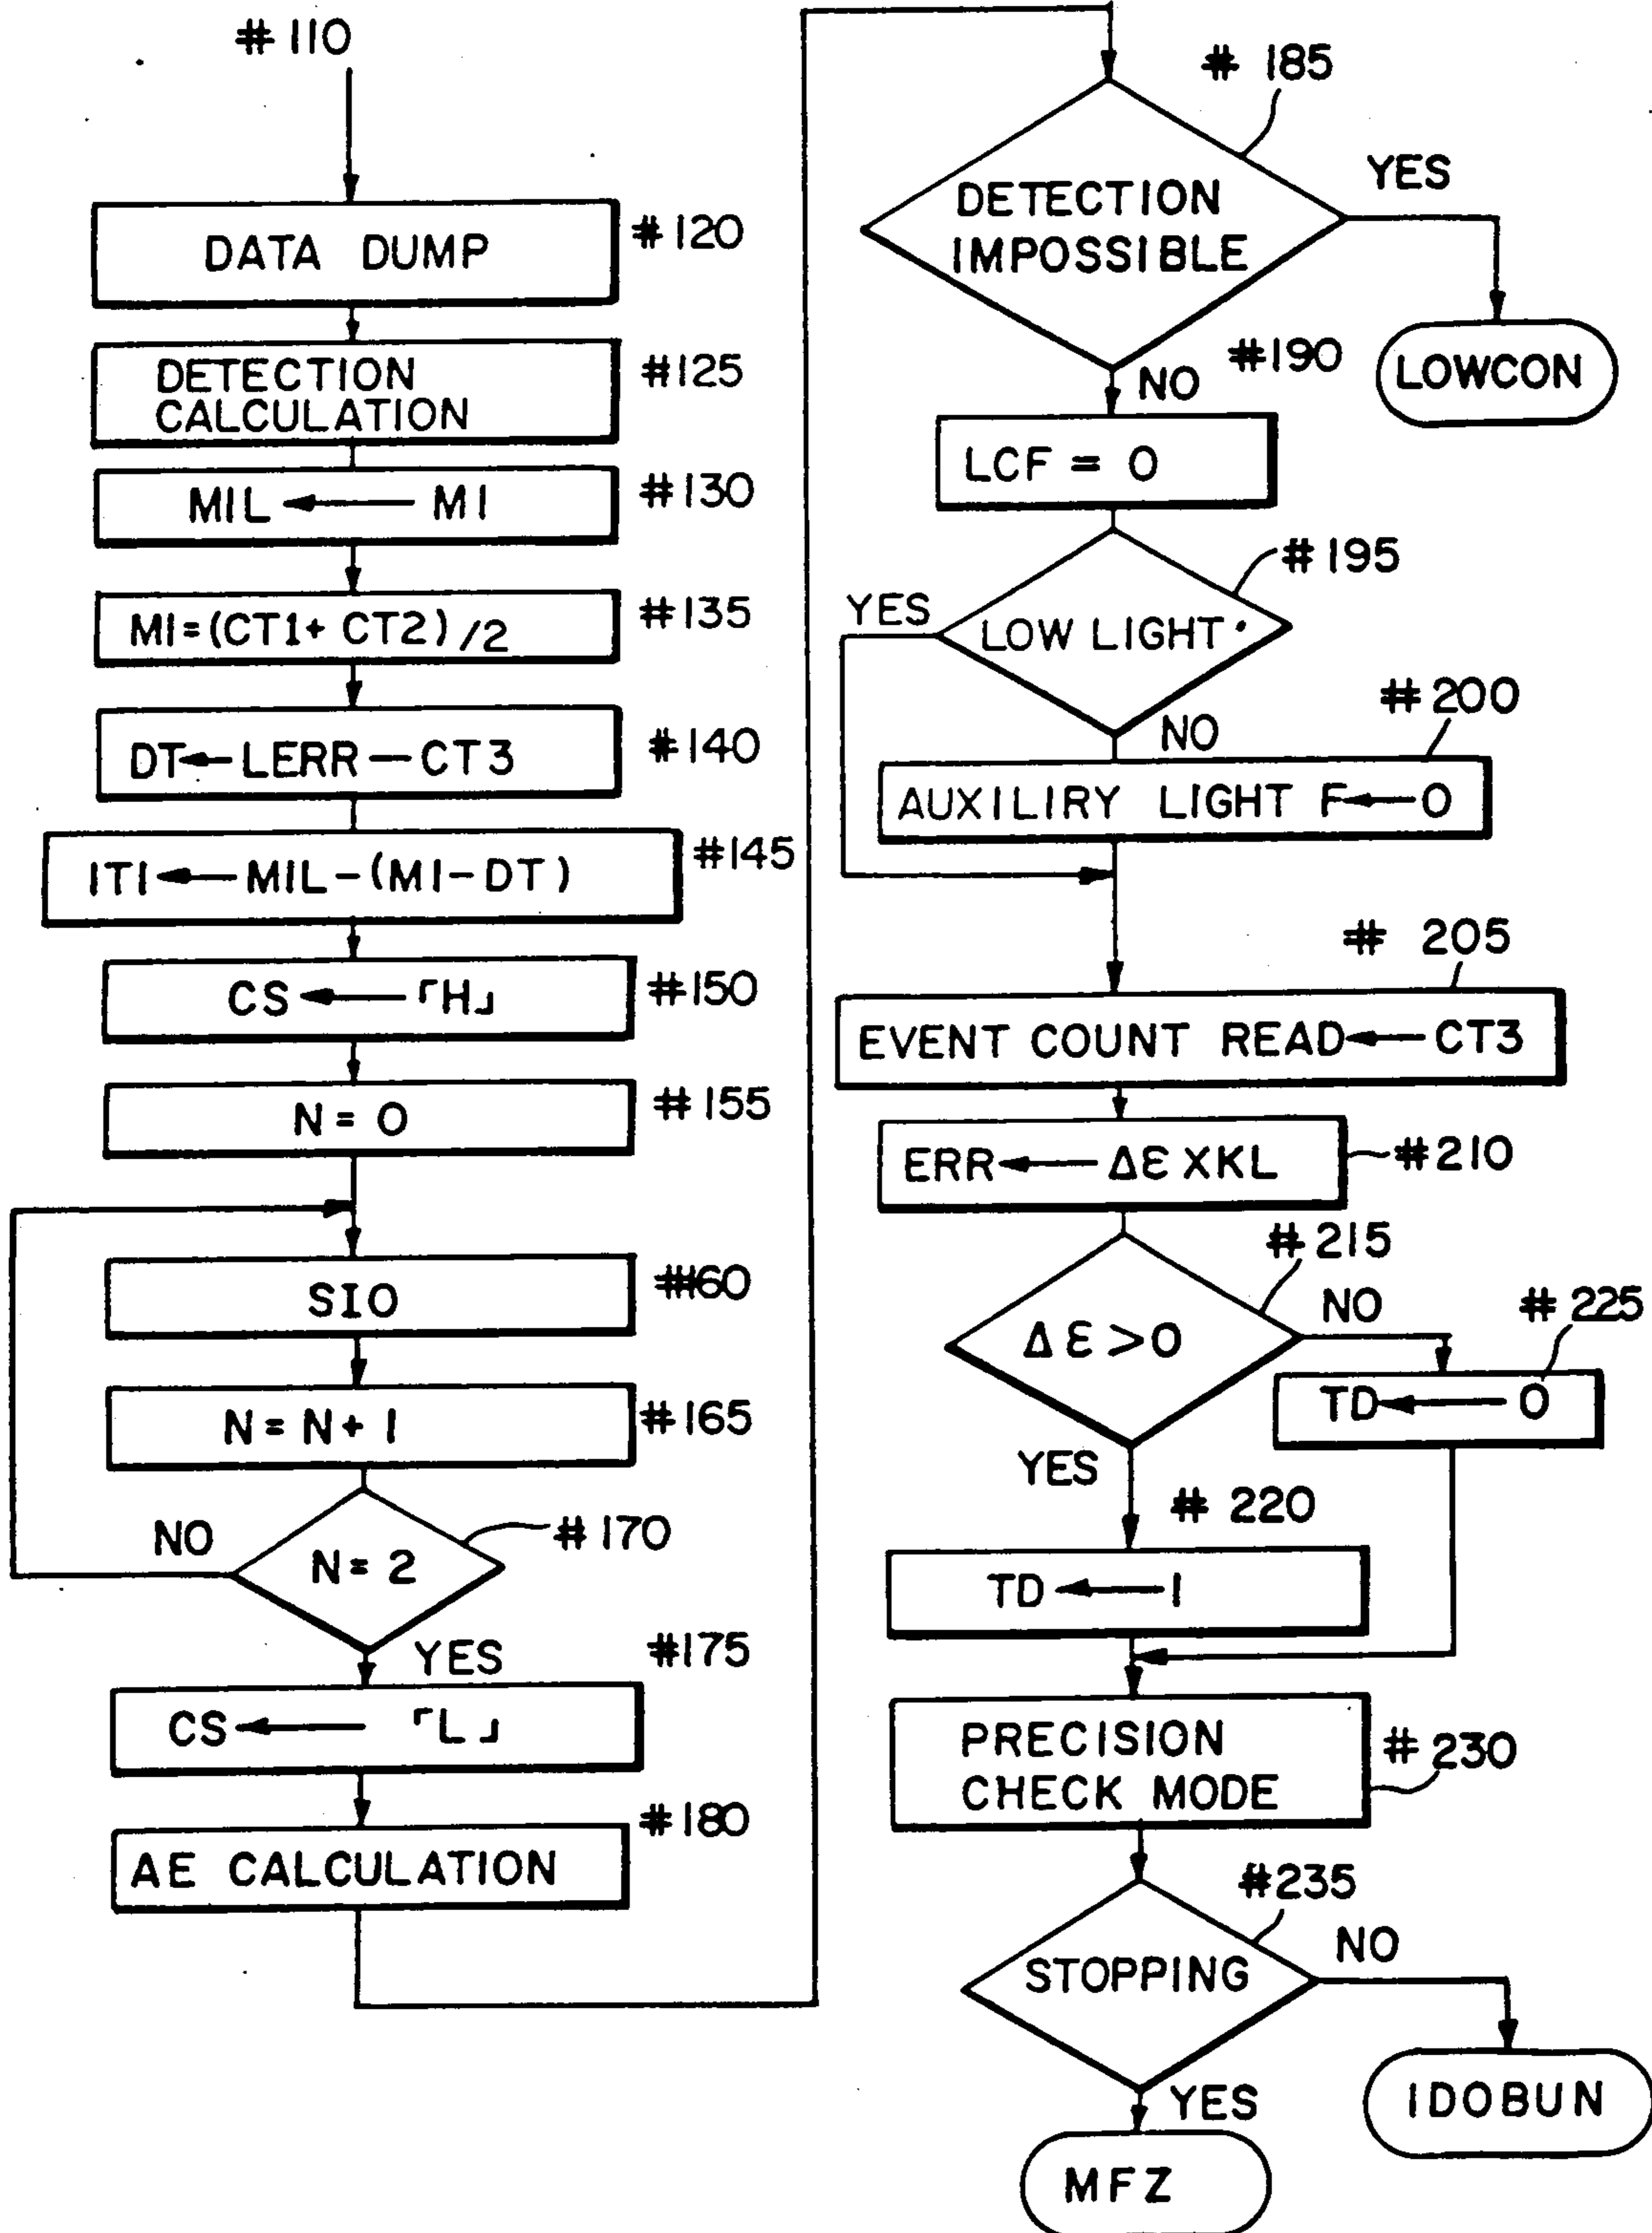 #110
DATA DUMP
#120
DETECTION
CALCULATION
#125
MIL ← MI
#130
MI=(CT1+ CT2)/2
#135
DT←LERR—CT3
#140
ITI←MIL-(MI-DT)
#145
CS ←「H」
#150
N = 0
#155
SIO
##60
N = N + 1
#165
N = 2
#170
NO
YES
#175
CS← 「L」
#180
AE CALCULATION
#185
DETECTION
IMPOSSIBLE
YES
LOWCON
#190
NO
LCF = 0
#195
YES
LOW LIGHT
NO
#200
AUXILIRY LIGHT F←0
#205
EVENT COUNT READ←CT3
ERR← Δε XKL
#210
#215
Δε>0
NO
#225
TD←0
YES
#220
TD ←1
PRECISION
CHECK MODE
#230
#235
STOPPING
NO
IDOBUN
YES
MFZ